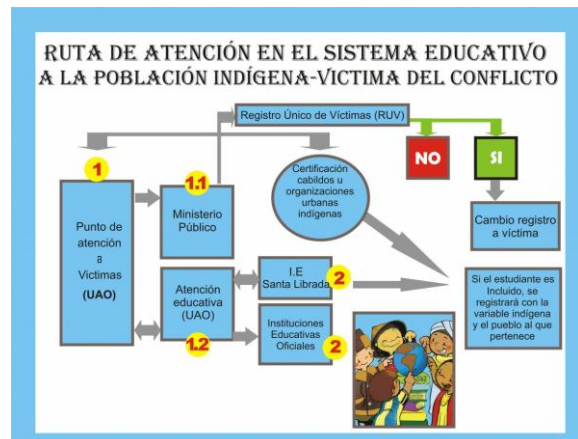 RUTA DE ATENCIÓN EN EL SISTEMA EDUCATIVO
A LA POBLACIÓN INDÍGENA-VICTIMA DEL CONFLICTO
Registro Único de Víctimas (RUV)
NO
SI
1
1.1
Punto de
atención
a
Victimas
(UAO)
Ministerio
Público
Certificación
cabildos u
organizaciones
urbanas
indígenas
Cambio registro
a víctima
Atención
educativa
(UAO)
1.2
I.E
Santa Librada
2
Instituciones
Educativas
Oficiales
2
Si el estudiante es
Incluido, se
registrará con la
variable indígena
y el pueblo al que
pertenece